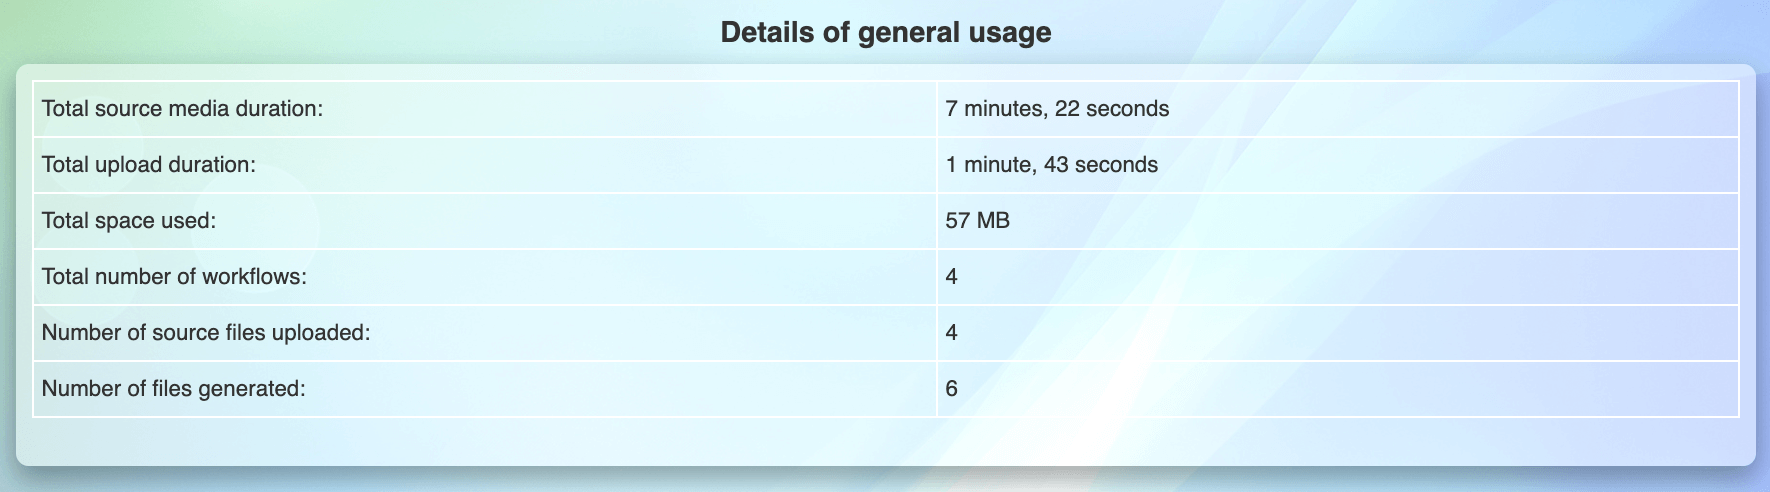 Details of general usage
Total source media duration: 7 minutes, 22 seconds
Total upload duration: 1 minute, 43 seconds
Total space used: 57 MB
Total number of workflows: 4
Number of source files uploaded: 4
Number of files generated: 6